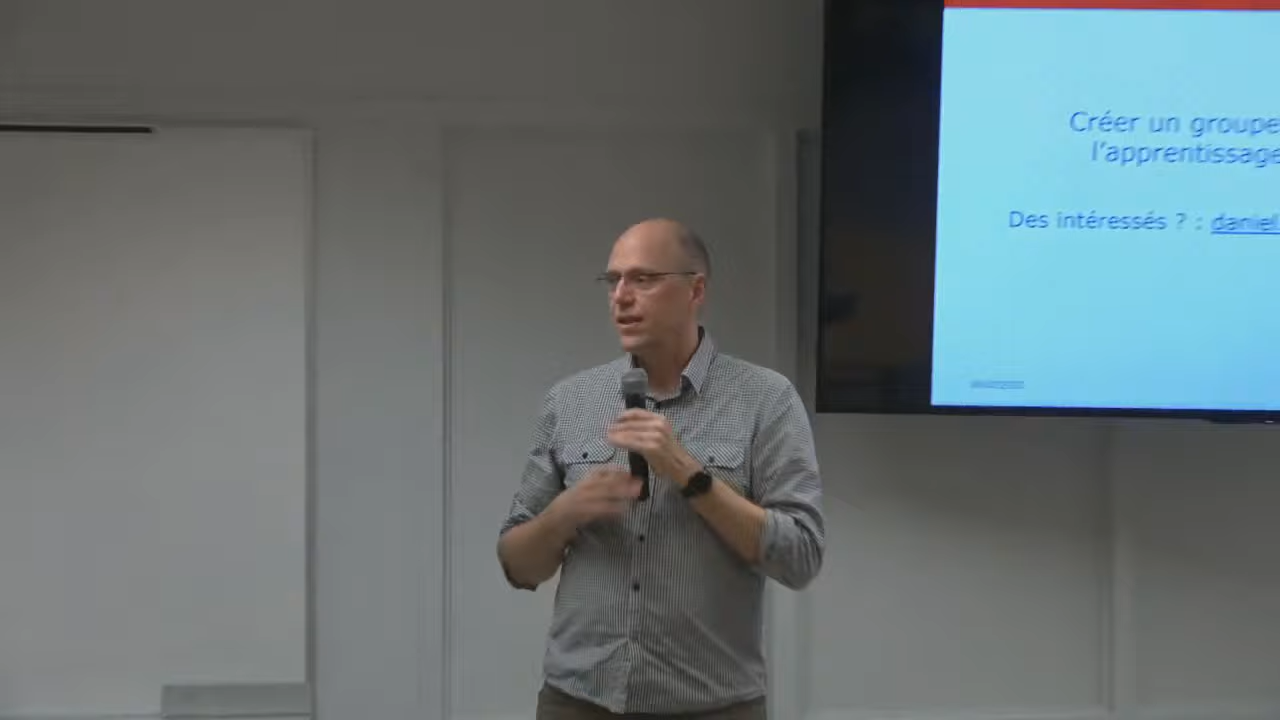 Créer un groupe
l'apprentissage
Des intéressés ? : daniel.